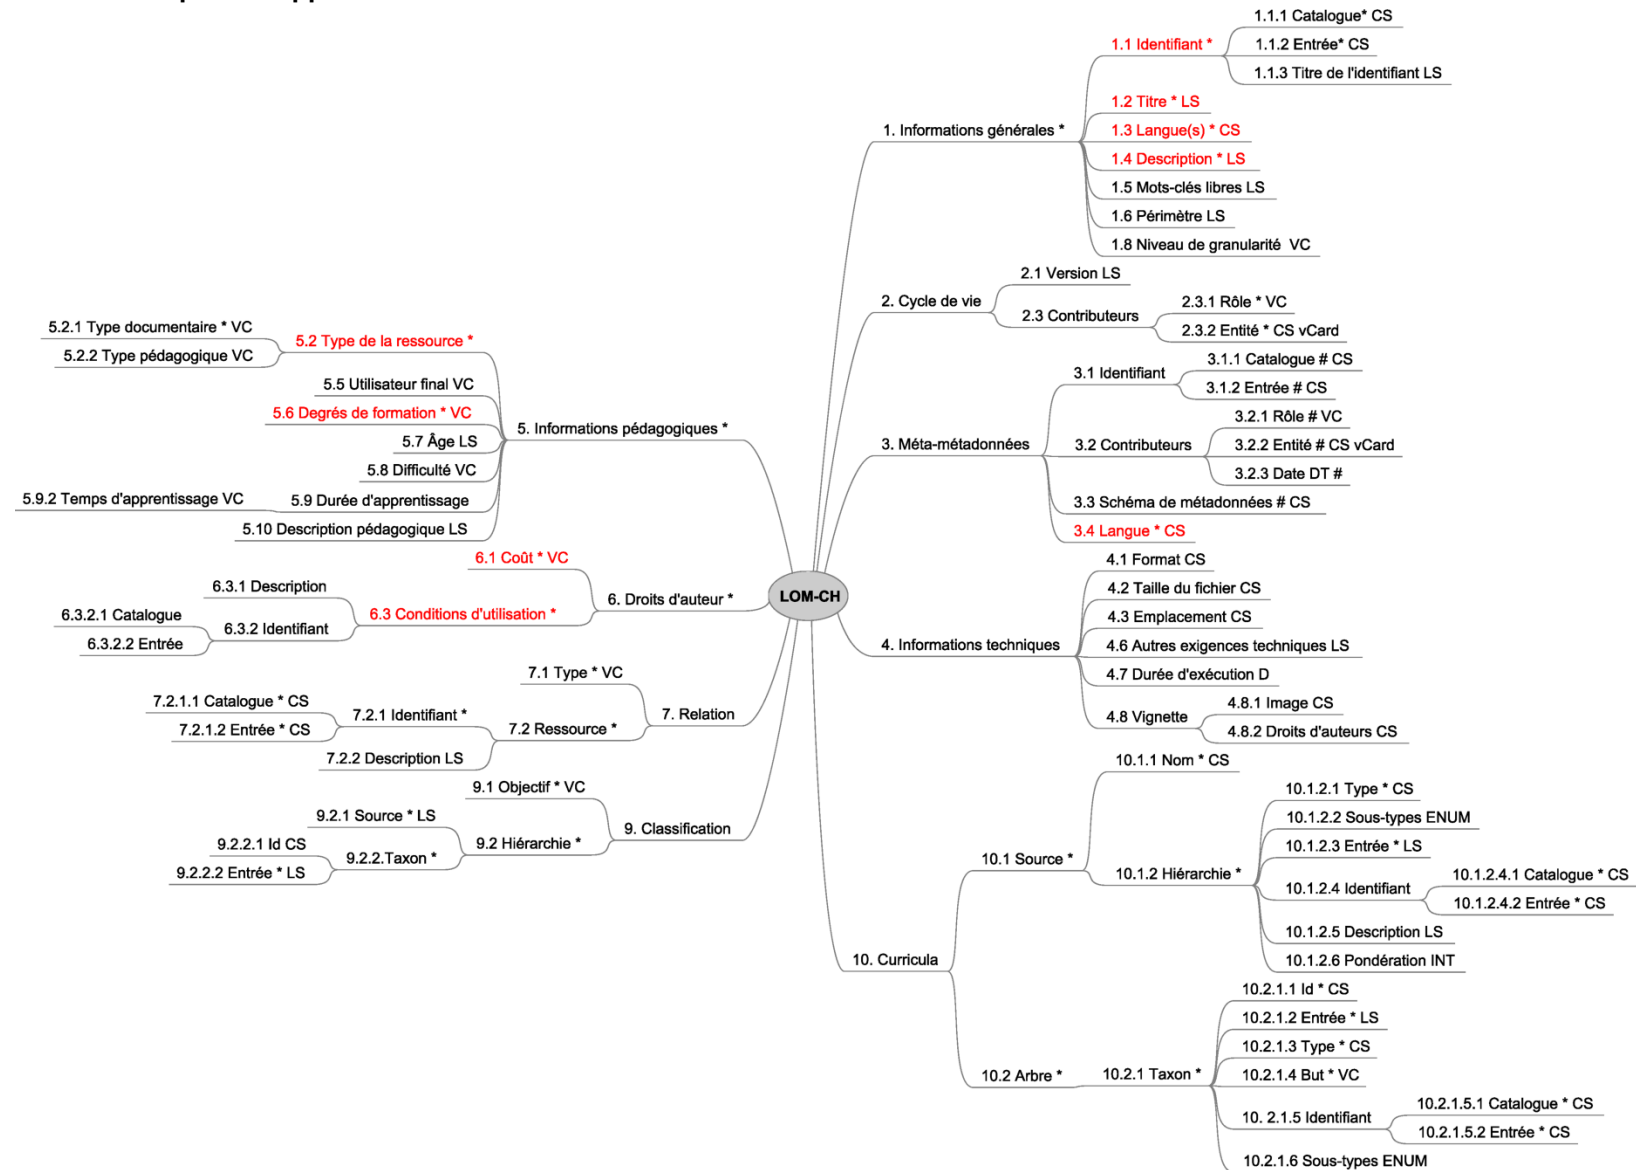 LOM-CH
1. Informations générales *
1.1 Identifiant *
1.1.1 Catalogue* CS
1.1.2 Entrée* CS
1.1.3 Titre de l'identifiant LS
1.2 Titre * LS
1.3 Langue(s) * CS
1.4 Description * LS
1.5 Mots-clés libres LS
1.6 Périmètre LS
1.8 Niveau de granularité VC
2. Cycle de vie
2.1 Version LS
2.3 Contributeurs
2.3.1 Rôle * VC
2.3.2 Entité * CS vCard
3. Méta-métadonnées
3.1 Identifiant
3.1.1 Catalogue # CS
3.1.2 Entrée # CS
3.2 Contributeurs
3.2.1 Rôle # VC
3.2.2 Entité # CS vCard
3.2.3 Date DT #
3.3 Schéma de métadonnées # CS
3.4 Langue * CS
4. Informations techniques
4.1 Format CS
4.2 Taille du fichier CS
4.3 Emplacement CS
4.6 Autres exigences techniques LS
4.7 Durée d'exécution D
4.8 Vignette
4.8.1 Image CS
4.8.2 Droits d'auteurs CS
5. Informations pédagogiques *
5.2 Type de la ressource *
5.2.1 Type documentaire * VC
5.2.2 Type pédagogique VC
5.5 Utilisateur final VC
5.6 Degrés de formation * VC
5.7 Âge LS
5.8 Difficulté VC
5.9 Durée d'apprentissage
5.9.2 Temps d'apprentissage VC
5.10 Description pédagogique LS
6. Droits d'auteur *
6.1 Coût * VC
6.3 Conditions d'utilisation *
6.3.1 Description
6.3.2 Identifiant
6.3.2.1 Catalogue
6.3.2.2 Entrée
7. Relation
7.1 Type * VC
7.2 Ressource *
7.2.1 Identifiant *
7.2.1.1 Catalogue * CS
7.2.1.2 Entrée * CS
7.2.2 Description LS
9. Classification
9.1 Objectif * VC
9.2 Hiérarchie *
9.2.1 Source * LS
9.2.2.Taxon *
9.2.2.1 Id CS
9.2.2.2 Entrée * LS
10. Curricula
10.1 Source *
10.1.1 Nom * CS
10.1.2 Hiérarchie *
10.1.2.1 Type * CS
10.1.2.2 Sous-types ENUM
10.1.2.3 Entrée * LS
10.1.2.4 Identifiant
10.1.2.4.1 Catalogue * CS
10.1.2.4.2 Entrée * CS
10.1.2.5 Description LS
10.1.2.6 Pondération INT
10.2 Arbre *
10.2.1 Taxon *
10.2.1.1 Id * CS
10.2.1.2 Entrée * LS
10.2.1.3 Type * CS
10.2.1.4 But * VC
10. 2.1.5 Identifiant
10.2.1.5.1 Catalogue * CS
10.2.1.5.2 Entrée * CS
10.2.1.6 Sous-types ENUM